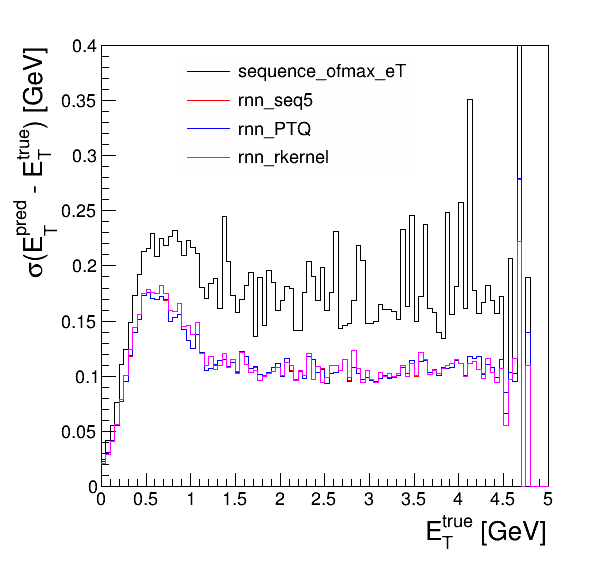 σ(E_T^pred - E_T^true) [GeV]
0.4
0.35
0.3
0.25
0.2
0.15
0.1
0.05
0
sequence_ofmax_eT
rnn_seq5
rnn_PTQ
rnn_rkernel
0 0.5 1 1.5 2 2.5 3 3.5 4 4.5 5
E_T^true [GeV]